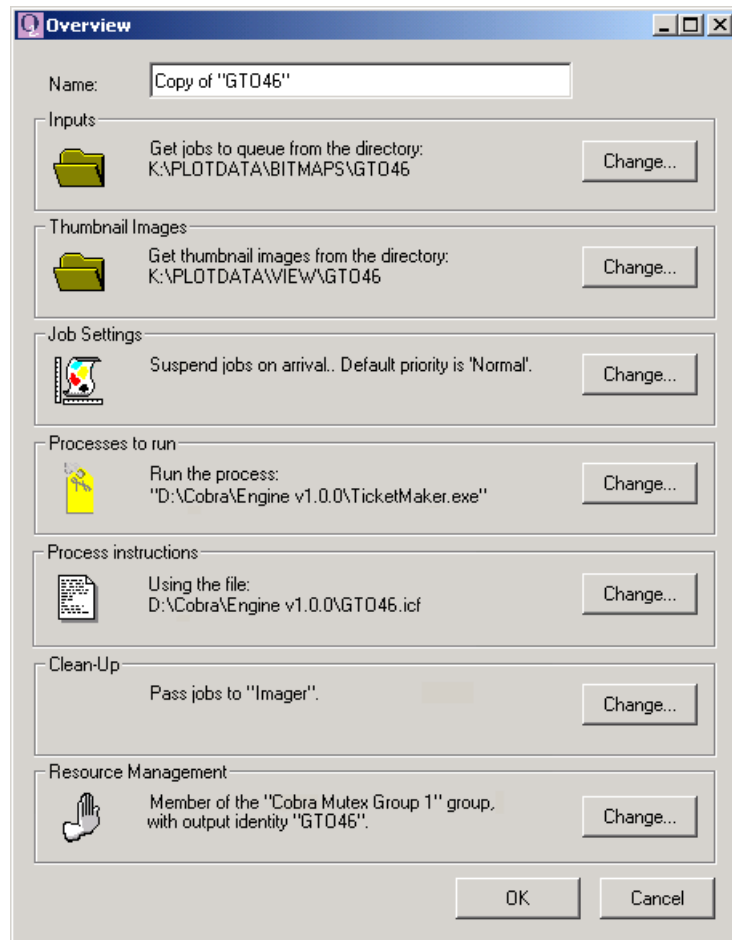 Overview
Name:
Copy of "GTO46"
Inputs
Get jobs to queue from the directory:
K:\PLOTDATA\BITMAPS\GTO46
Change...
Thumbnail Images
Get thumbnail images from the directory:
K:\PLOTDATA\VIEW\GTO46
Change...
Job Settings
Suspend jobs on arrival.. Default priority is 'Normal'.
Change...
Processes to run
Run the process:
"D:\Cobra\Engine v1.0.0\TicketMaker.exe"
Change...
Process instructions
Using the file:
D:\Cobra\Engine v1.0.0\GTO46.icf
Change...
Clean-Up
Pass jobs to "Imager".
Change...
Resource Management
Member of the "Cobra Mutex Group 1" group,
with output identity "GTO46".
Change...
OK
Cancel